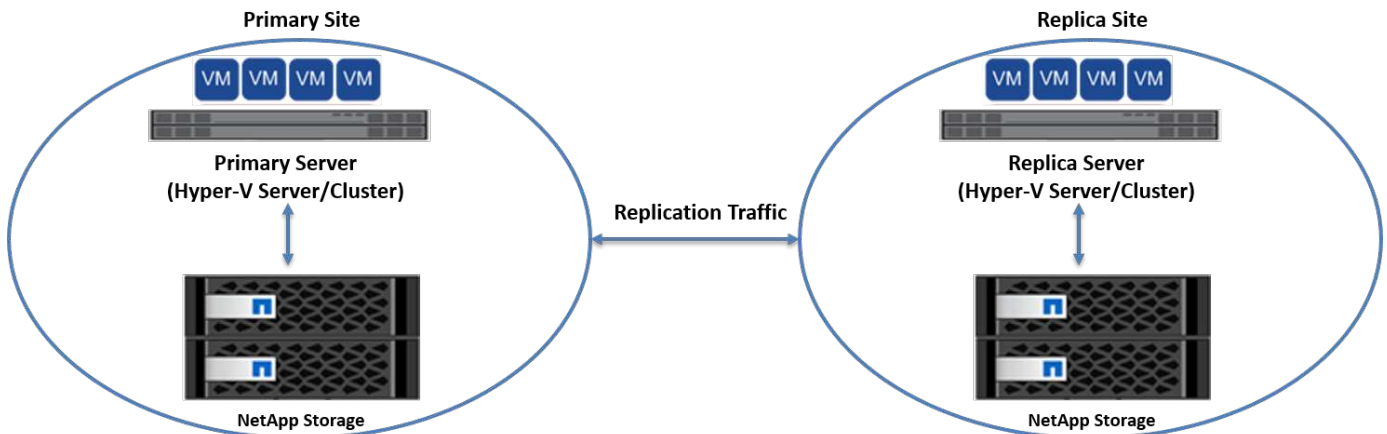 Primary Site
VM VM VM VM
Primary Server
(Hyper-V Server/Cluster)
NetApp Storage
Replication Traffic
Replica Site
VM VM VM VM
Replica Server
(Hyper-V Server/Cluster)
NetApp Storage